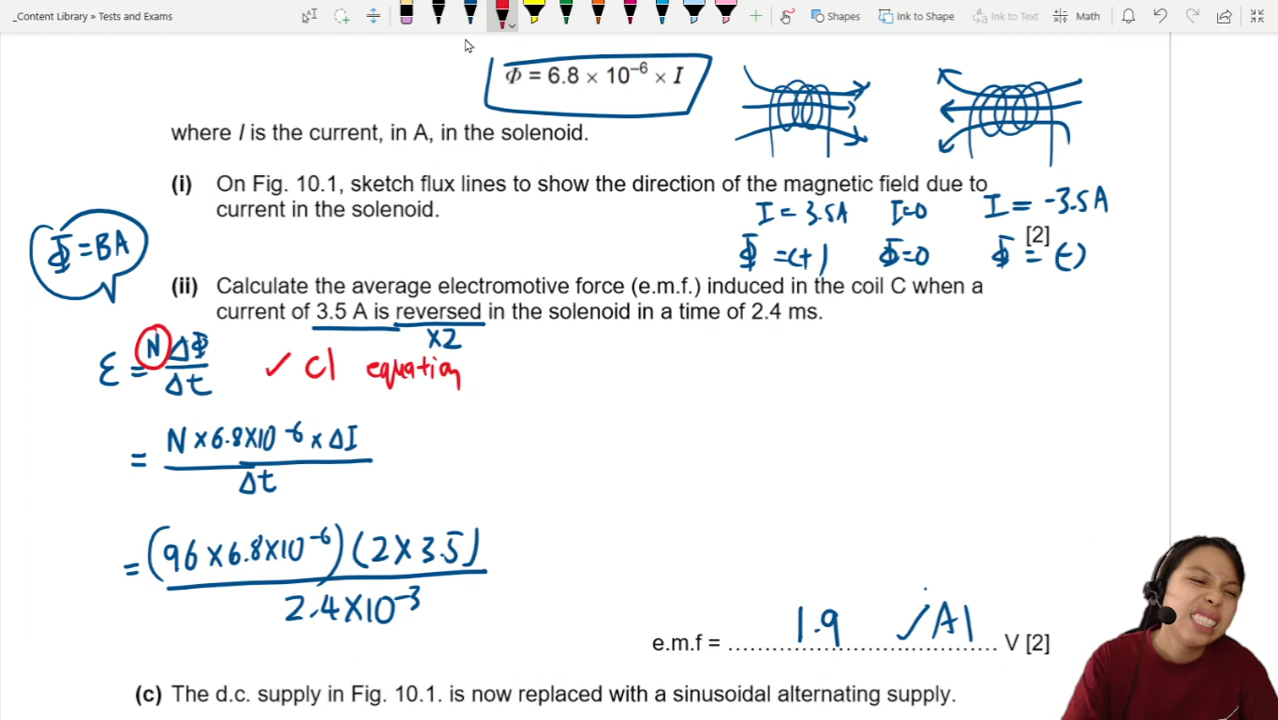 _Content Library » Tests and Exams
Shapes Ink to Shape Ink to Text Math
Φ = 6.8 × 10⁻⁶ × I
where I is the current, in A, in the solenoid.
(i) On Fig. 10.1, sketch flux lines to show the direction of the magnetic field due to
current in the solenoid.
I = 3.5A I=0 I = -3.5A
[2]
Φ = (+) Φ=0 Φ = (-)
Φ = BA
(ii) Calculate the average electromotive force (e.m.f.) induced in the coil C when a
current of 3.5 A is reversed in the solenoid in a time of 2.4 ms.
×2
ε = NΔΦ/Δt ✓ C1 equation
= N × 6.8×10⁻⁶ × ΔI / Δt
= (96 × 6.8×10⁻⁶)(2 × 3.5) / 2.4×10⁻³
e.m.f = ........ 1.9 ✓ A1 ........ V [2]
(c) The d.c. supply in Fig. 10.1. is now replaced with a sinusoidal alternating supply.